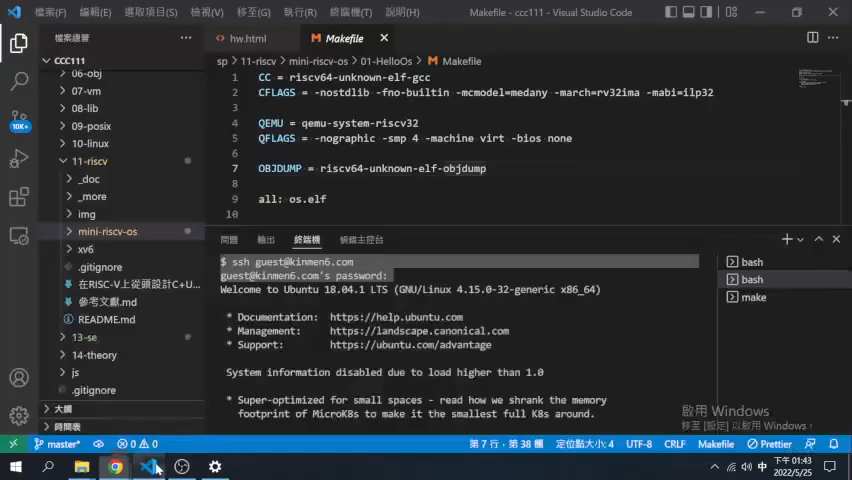 檔案(F) 編輯(E) 選取項目(S) 檢視(V) 移至(G) 執行(R) 終端機(T) 說明(H) Makefile - ccc111 - Visual Studio Code
檔案總管 ... hw.html Makefile
CCC111
06-obj
07-vm
08-lib
09-posix
10-linux
11-riscv
_doc
_more
img
mini-riscv-os
xv6
.gitignore
在RISC-V上從頭設計C+U...
參考文獻.md
README.md
13-se
14-theory
js
.gitignore
大綱
時間表
10K+
sp > 11-riscv > mini-riscv-os > 01-HelloOs > Makefile
1 CC = riscv64-unknown-elf-gcc
2 CFLAGS = -nostdlib -fno-builtin -mcmodel=medany -march=rv32ima -mabi=ilp32
3
4 QEMU = qemu-system-riscv32
5 QFLAGS = -nographic -smp 4 -machine virt -bios none
6
7 OBJDUMP = riscv64-unknown-elf-objdump
8
9 all: os.elf
10
問題 輸出 終端機 偵錯主控台
$ ssh guest@kinmen6.com
guest@kinmen6.com's password:
Welcome to Ubuntu 18.04.1 LTS (GNU/Linux 4.15.0-32-generic x86_64)
* Documentation: https://help.ubuntu.com
* Management: https://landscape.canonical.com
* Support: https://ubuntu.com/advantage
System information disabled due to load higher than 1.0
* Super-optimized for small spaces - read how we shrank the memory
footprint of MicroK8s to make it the smallest full K8s around.
bash
bash
make
啟用 Windows
移至 [設定] 以啟用 Windows。
master* 0 0 第 7 行，第 38 欄 定位點大小: 4 UTF-8 CRLF Makefile Prettier
中 下午 01:43
2022/5/25